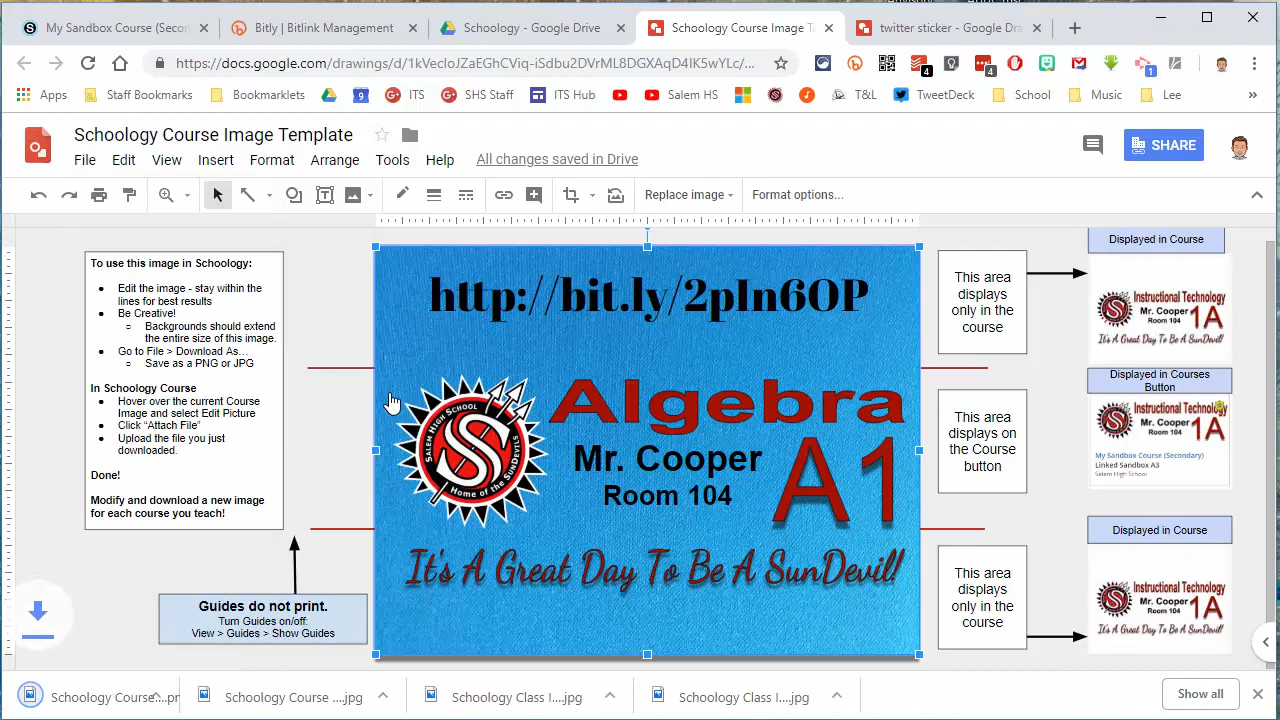 My Sandbox Course (Secon
Bitly | Bitlink Management
Schoology - Google Drive
Schoology Course Image T
twitter sticker - Google Dra
https://docs.google.com/drawings/d/1kVecIoJZaEGhCViq-iSdbu2DVrML8DGXAqD4IK5wYLc/...
4
4
1
Apps
Staff Bookmarks
Bookmarklets
9
ITS
SHS Staff
ITS Hub
Salem HS
T&L
TweetDeck
School
Music
Lee
»
Schoology Course Image Template
File
Edit
View
Insert
Format
Arrange
Tools
Help
All changes saved in Drive
SHARE
Replace image
Format options...
To use this image in Schology:
• Edit the image - stay within the
lines for best results
• Be Creative!
○ Backgrounds should extend
the entire size of this image.
• Go to File > Download As...
○ Save as a PNG or JPG
In Schoology Course
• Hover over the current Course
Image and select Edit Picture
• Click “Attach File”
• Upload the file you just
downloaded.
Done!
Modify and download a new image
for each course you teach!
Guides do not print.
Turn Guides on/off:
View > Guides > Show Guides
http://bit.ly/2pIn6OP
SALEM HIGH SCHOOL
S
Home of the SUNDEVILS
Algebra
Mr. Cooper
Room 104
A1
It's A Great Day To Be A SunDevil!
This area
displays
only in the
course
This area
displays on
the Course
button
This area
displays
only in the
course
Displayed in Course
Instructional Technology
Mr. Cooper
Room 104
1A
It's A Great Day To Be A SunDevil!
Displayed in Courses
Button
Instructional Technology
Mr. Cooper
Room 104
1A
My Sandbox Course (Secondary)
Linked Sandbox A3
Salem High School
Displayed in Course
Instructional Technology
Mr. Cooper
Room 104
1A
It's A Great Day To Be A SunDevil!
Schoology Course....pn
Schoology Course ....jpg
Schoology Class I....jpg
Schoology Class I....jpg
Show all